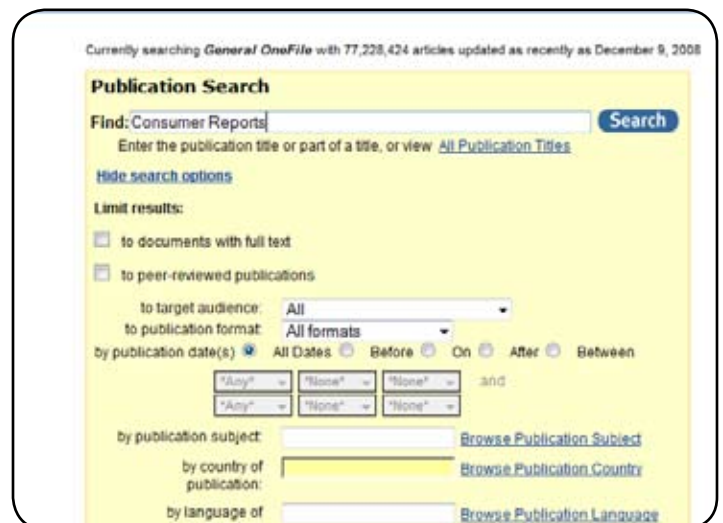 Currently searching General OneFile with 77,228,424 articles updated as recently as December 9, 2008
Publication Search
Find: Consumer Reports Search
Enter the publication title or part of a title, or view All Publication Titles
Hide search options
Limit results:
to documents with full text
to peer-reviewed publications
to target audience: All
to publication format: All formats
by publication date(s) All Dates Before On After Between
*Any* *None* *None* and
*Any* *None* *None*
by publication subject: Browse Publication Subject
by country of Browse Publication Country
publication:
by language of Browse Publication Language